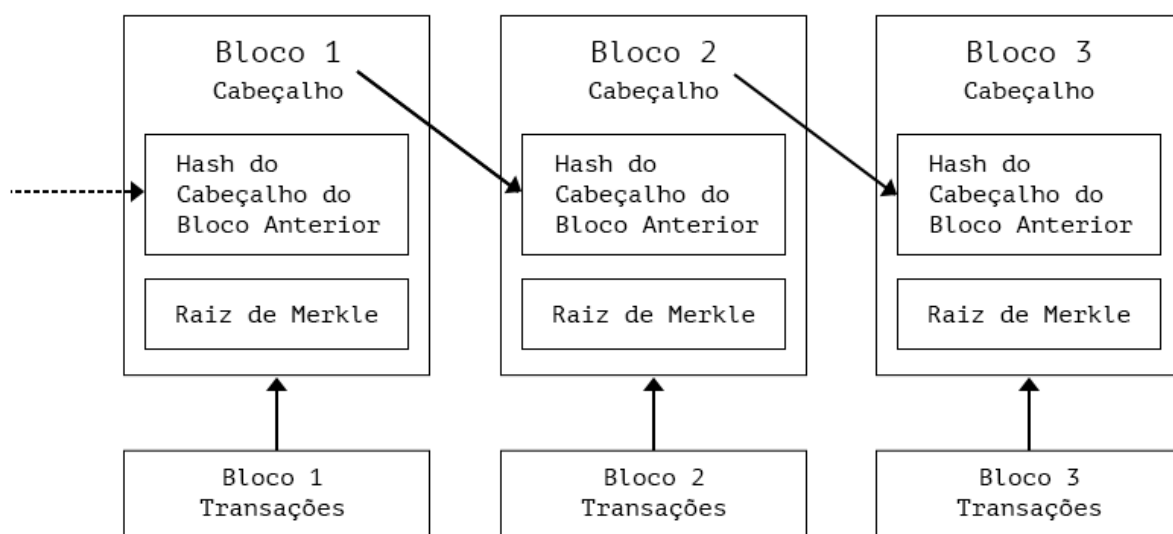 Bloco 1
Cabeçalho
Hash do
Cabeçalho do
Bloco Anterior
Raiz de Merkle
Bloco 1
Transações
Bloco 2
Cabeçalho
Hash do
Cabeçalho do
Bloco Anterior
Raiz de Merkle
Bloco 2
Transações
Bloco 3
Cabeçalho
Hash do
Cabeçalho do
Bloco Anterior
Raiz de Merkle
Bloco 3
Transações